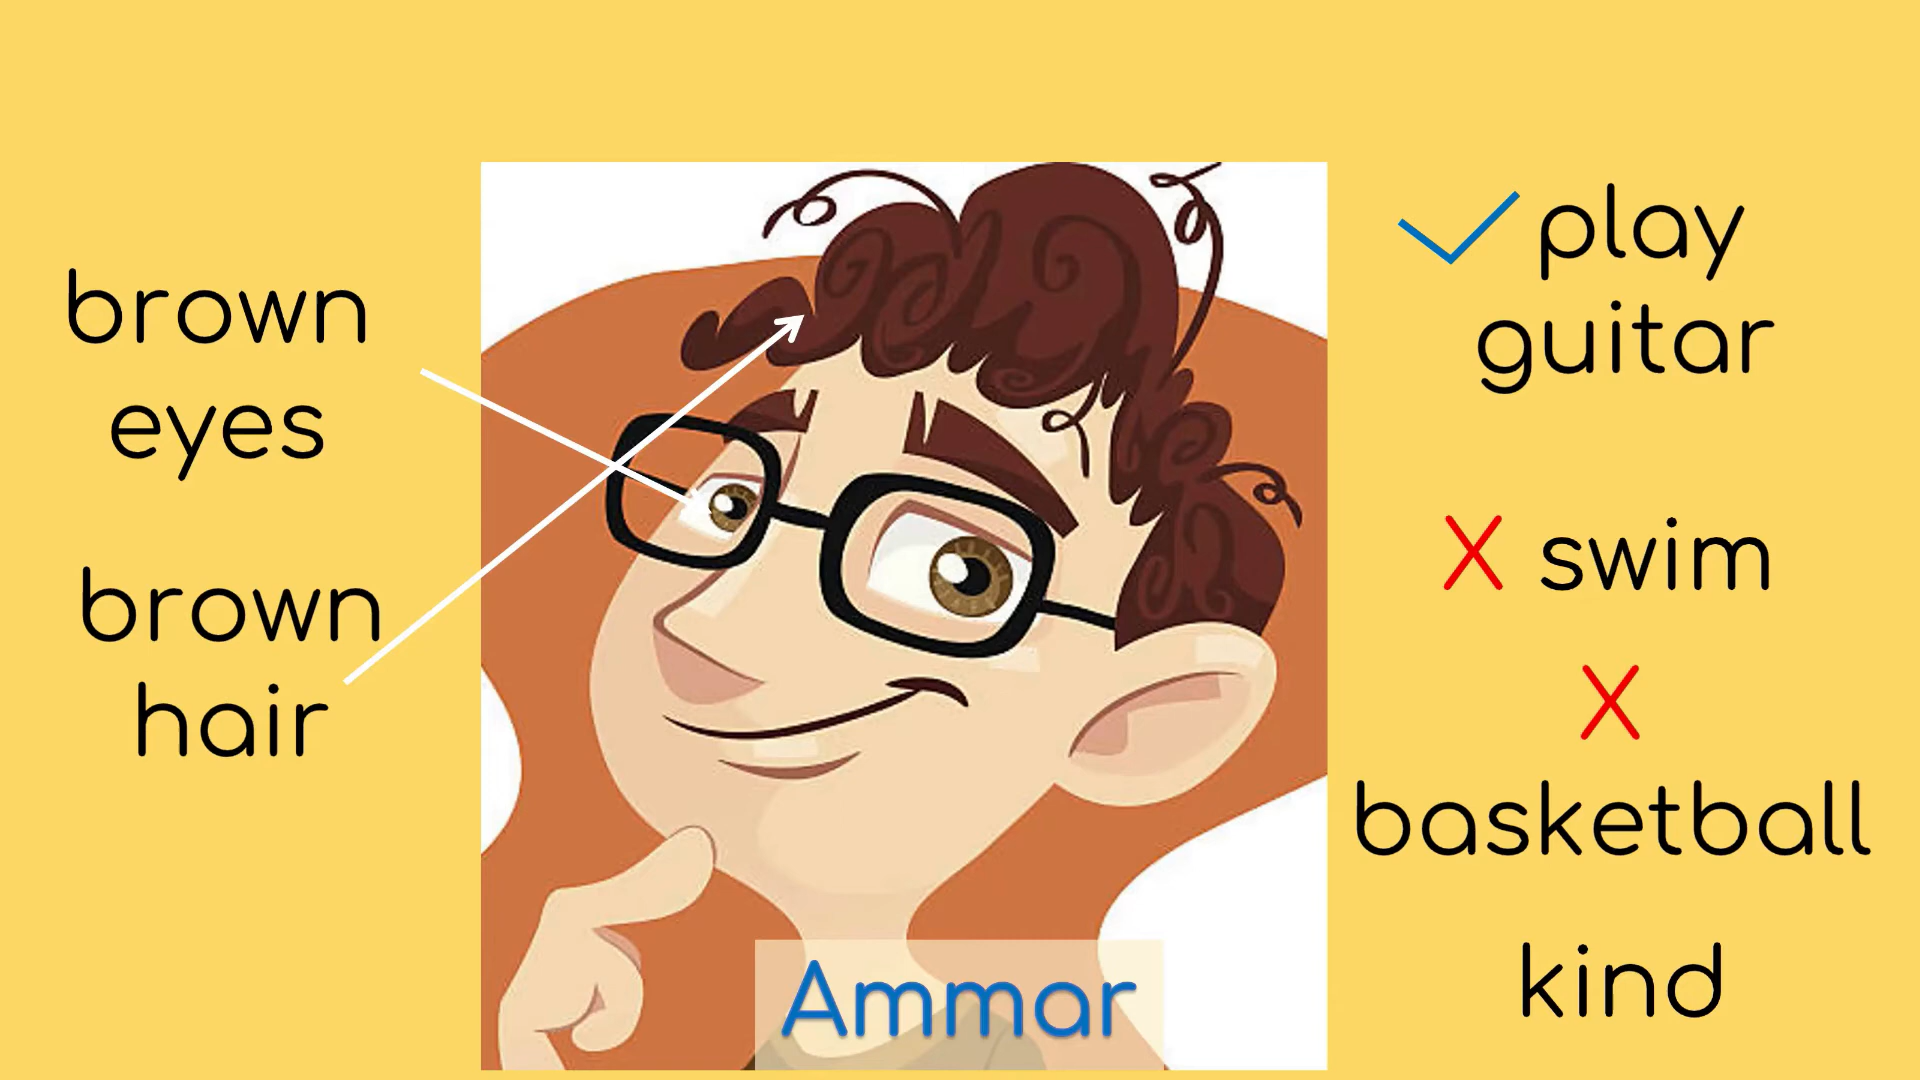 brown
eyes
brown
hair
Ammar
play
guitar
X swim
X
basketball
kind